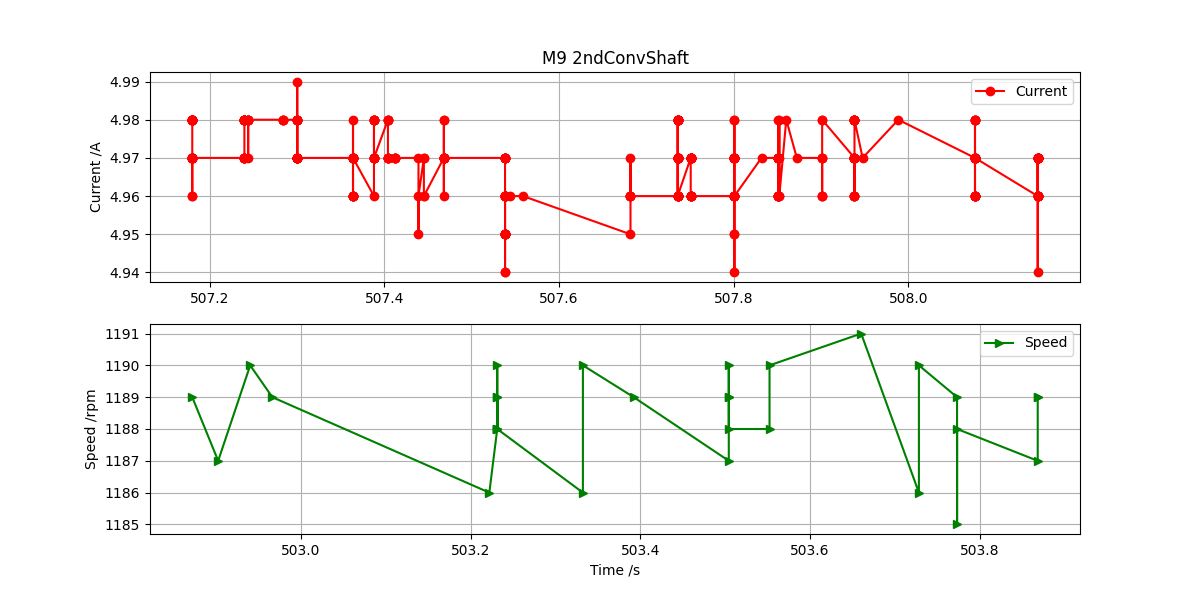 M9 2ndConvShaft
4.99
4.98
4.97
4.96
4.95
4.94
Current /A
Current
507.2 507.4 507.6 507.8 508.0
1191
1190
1189
1188
1187
1186
1185
Speed /rpm
Speed
503.0 503.2 503.4 503.6 503.8
Time /s